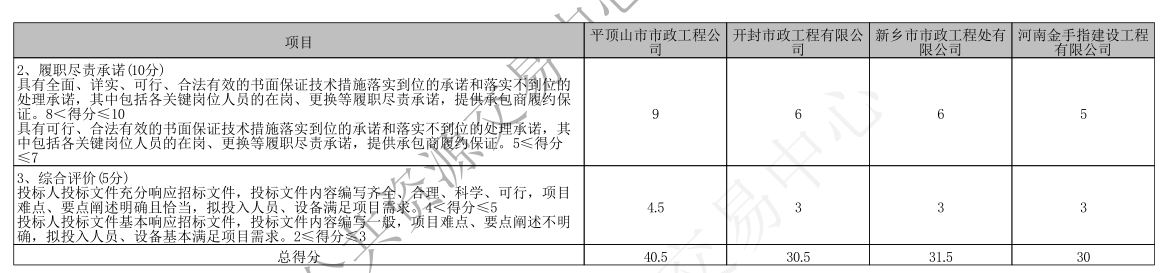 项目
平顶山市市政工程公
司
开封市政工程有限公
司
新乡市市政工程处有
限公司
河南金手指建设工程
有限公司
2、履职尽责承诺(10分)
具有全面、详实、可行、合法有效的书面保证技术措施落实到位的承诺和落实不到位的
处理承诺，其中包括各关键岗位人员的在岗、更换等履职尽责承诺，提供承包商履约保
证。8＜得分≤10
具有可行、合法有效的书面保证技术措施落实到位的承诺和落实不到位的处理承诺，其
中包括各关键岗位人员的在岗、更换等履职尽责承诺，提供承包商履约保证。5≤得分
≤7
9
6
6
5
3、综合评价(5分)
投标人投标文件充分响应招标文件，投标文件内容编写齐全、合理、科学、可行，项目
难点、要点阐述明确且恰当，拟投入人员、设备满足项目需求。4＜得分≤5
投标人投标文件基本响应招标文件，投标文件内容编写一般，项目难点、要点阐述不明
确，拟投入人员、设备基本满足项目需求。2≤得分≤3
4.5
3
3
3
总得分
40.5
30.5
31.5
30
公共资源交易中心
交易中心